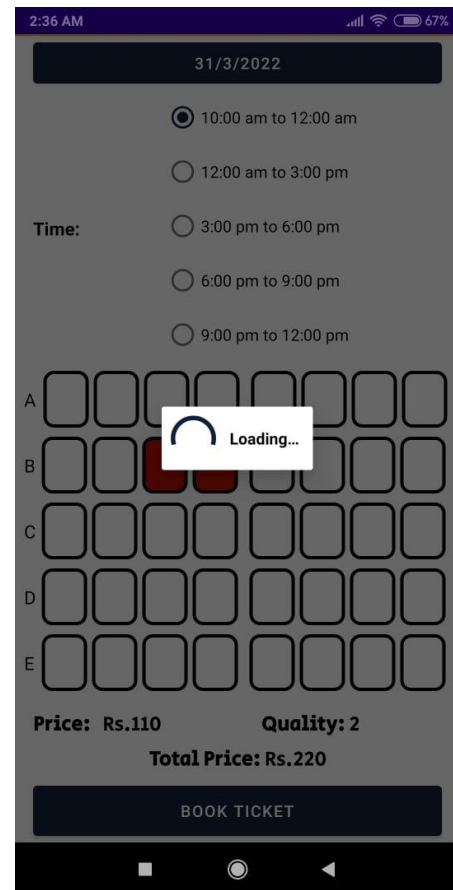 2:36 AM 67%
31/3/2022
10:00 am to 12:00 am
12:00 am to 3:00 pm
Time: 3:00 pm to 6:00 pm
6:00 pm to 9:00 pm
9:00 pm to 12:00 pm
A
Loading...
B
C
D
E
Price: Rs.110 Quality: 2
Total Price: Rs.220
BOOK TICKET